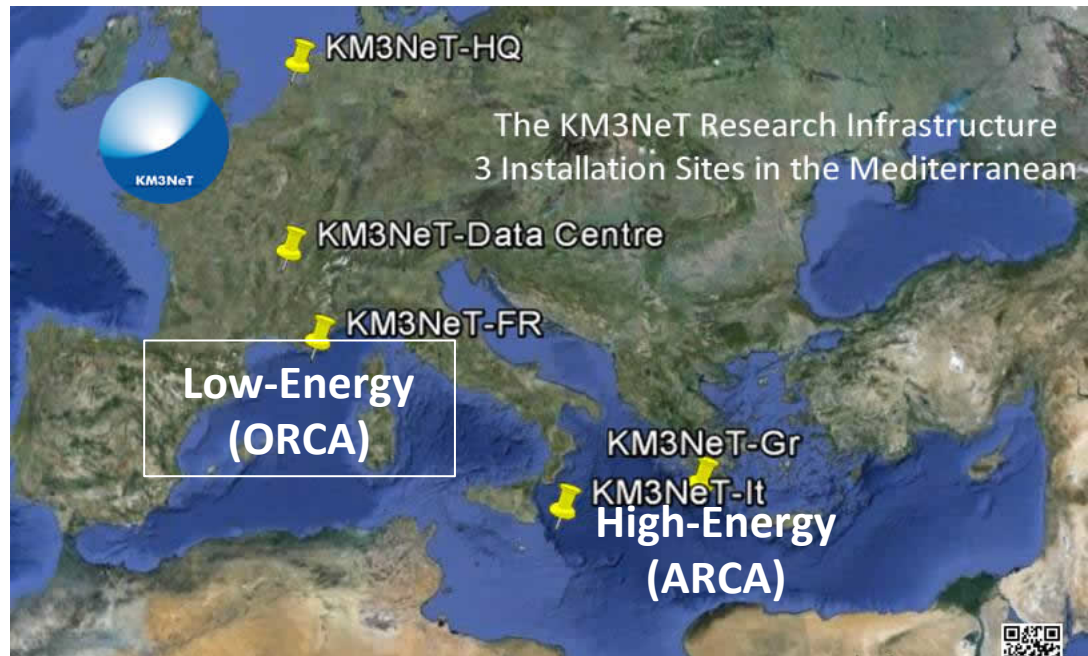 KM3NeT-HQ
The KM3NeT Research Infrastructure
3 Installation Sites in the Mediterranean
KM3NeT
KM3NeT-Data Centre
KM3NeT-FR
Low-Energy
(ORCA)
KM3NeT-Gr
KM3NeT-It
High-Energy
(ARCA)